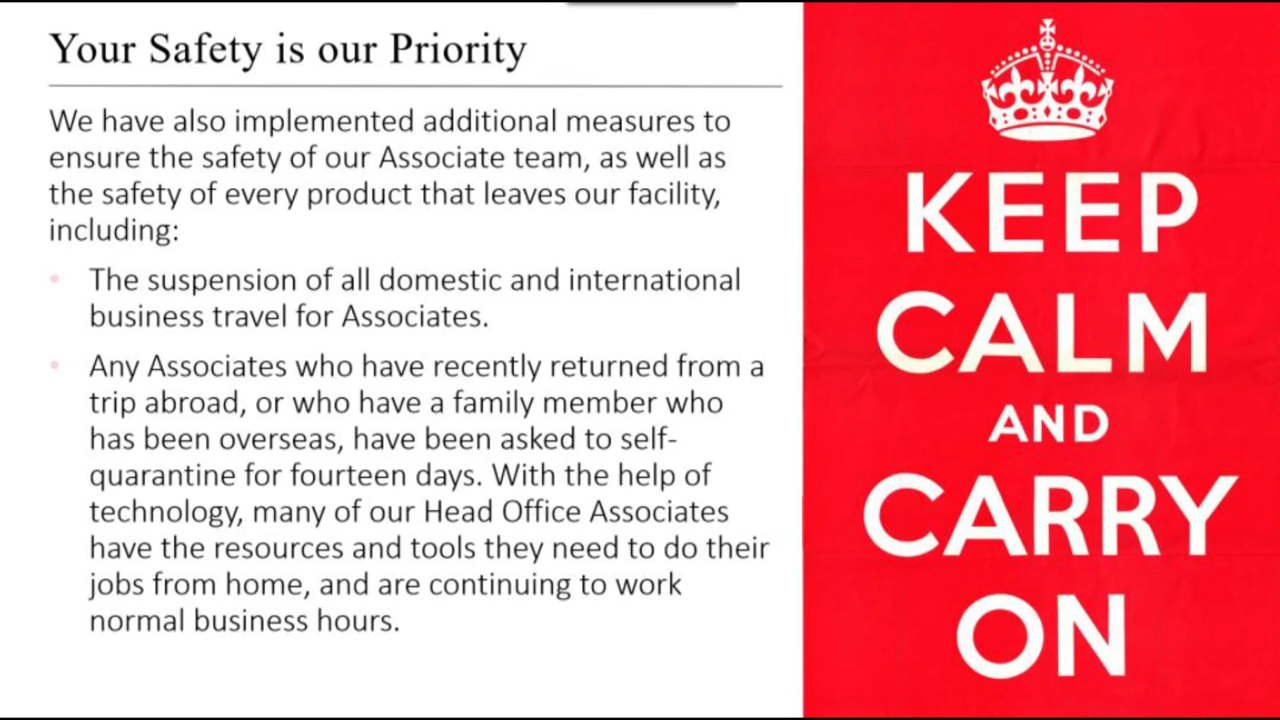 Your Safety is our Priority
We have also implemented additional measures to
ensure the safety of our Associate team, as well as
the safety of every product that leaves our facility,
including:
• The suspension of all domestic and international
business travel for Associates.
• Any Associates who have recently returned from a
trip abroad, or who have a family member who
has been overseas, have been asked to self-
quarantine for fourteen days. With the help of
technology, many of our Head Office Associates
have the resources and tools they need to do their
jobs from home, and are continuing to work
normal business hours.
KEEP
CALM
AND
CARRY
ON